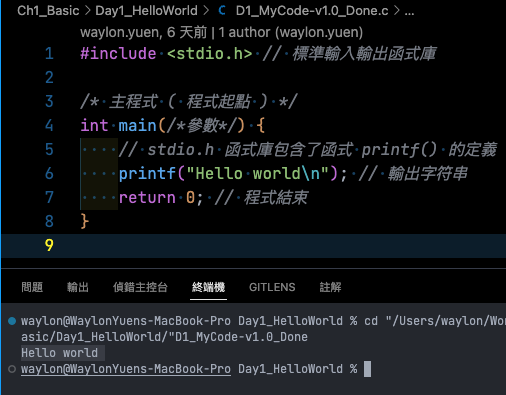 Ch1_Basic > Day1_HelloWorld > C D1_MyCode-v1.0_Done.c > ...
waylon.yuen, 6 天前 | 1 author (waylon.yuen)
1 #include <stdio.h> // 標準輸入輸出函式庫
2
3 /* 主程式 ( 程式起點 ) */
4 int main(/*參數*/) {
5 // stdio.h 函式庫包含了函式 printf() 的定義
6 printf("Hello world\n"); // 輸出字符串
7 return 0; // 程式結束
8 }
9
問題 輸出 偵錯主控台 終端機 GITLENS 註解
waylon@WaylonYuens-MacBook-Pro Day1_HelloWorld % cd "/Users/waylon/Wor
asic/Day1_HelloWorld/"D1_MyCode-v1.0_Done
Hello world
waylon@WaylonYuens-MacBook-Pro Day1_HelloWorld %